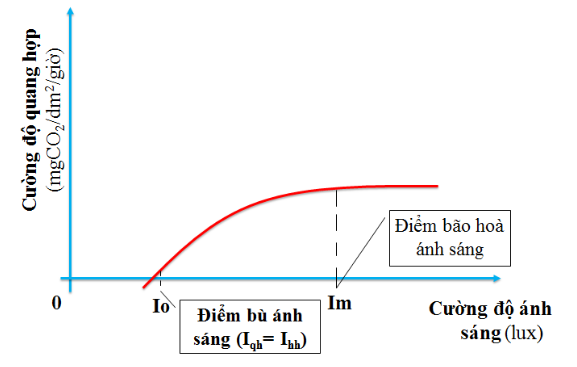 Cường độ quang hợp
(mgCO₂/dm²/giờ)
Điểm bão hoà
ánh sáng
0
Io
Im
Điểm bù ánh
sáng (Iqh= Ihh)
Cường độ ánh
sáng (lux)